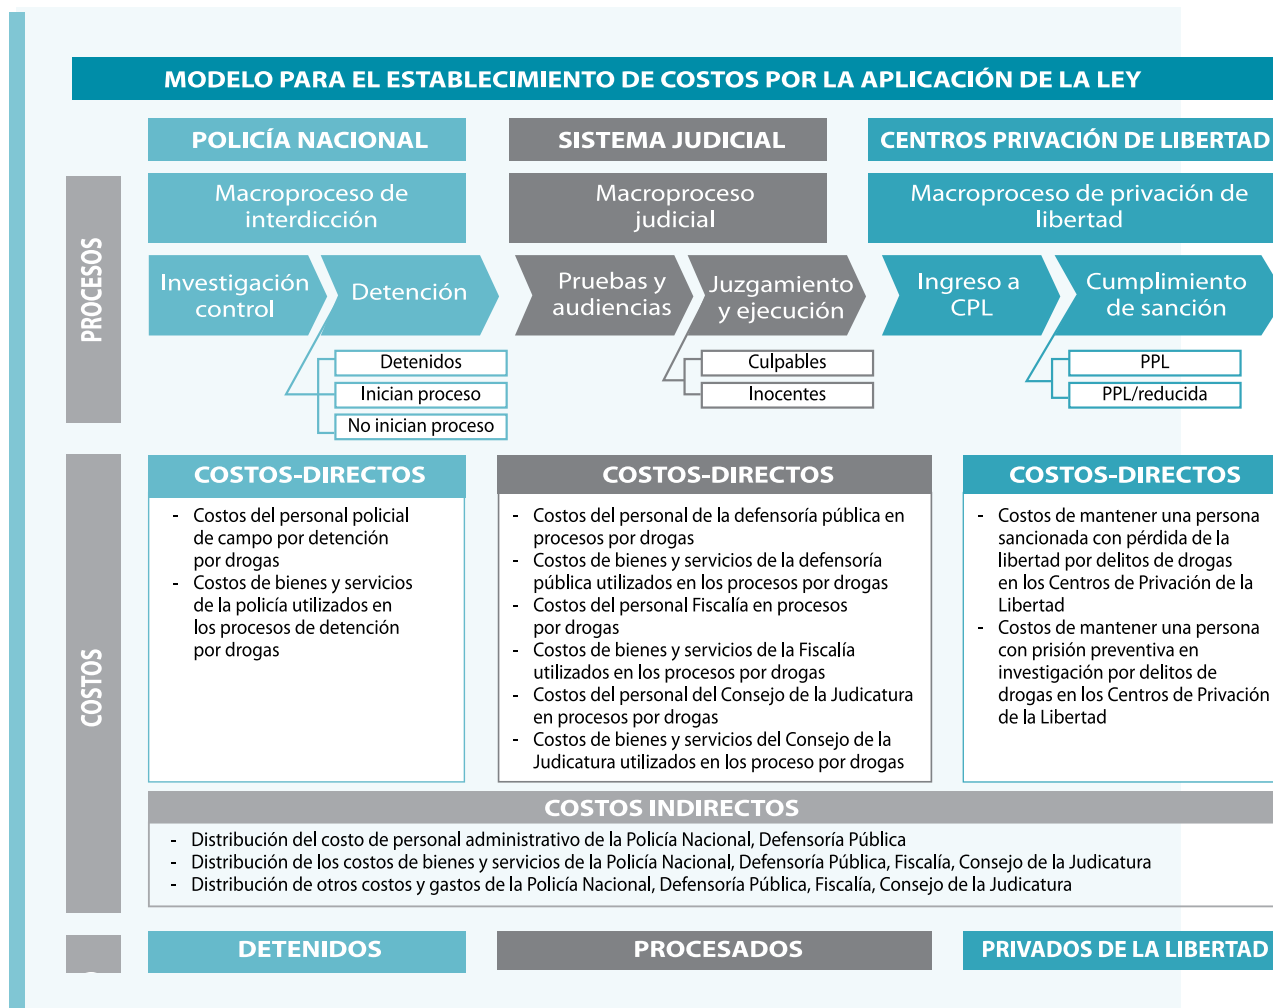 MODELO PARA EL ESTABLECIMIENTO DE COSTOS POR LA APLICACIÓN DE LA LEY
POLICÍA NACIONAL
SISTEMA JUDICIAL
CENTROS PRIVACIÓN DE LIBERTAD
PROCESOS
Macroproceso de
interdicción
Macroproceso
judicial
Macroproceso de privación de
libertad
Investigación
control
Detención
Pruebas y
audiencias
Juzgamiento
y ejecución
Ingreso a
CPL
Cumplimiento
de sanción
Detenidos
Inician proceso
No inician proceso
Culpables
Inocentes
PPL
PPL/reducida
COSTOS
COSTOS-DIRECTOS
- Costos del personal policial
de campo por detención
por drogas
- Costos de bienes y servicios
de la policía utilizados en
los procesos de detención
por drogas
COSTOS-DIRECTOS
- Costos del personal de la defensoría pública en
procesos por drogas
- Costos de bienes y servicios de la defensoría
pública utilizados en los procesos por drogas
- Costos del personal Fiscalía en procesos
por drogas
- Costos de bienes y servicios de la Fiscalía
utilizados en los procesos por drogas
- Costos del personal del Consejo de la Judicatura
en procesos por drogas
- Costos de bienes y servicios del Consejo de la
Judicatura utilizados en los proceso por drogas
COSTOS-DIRECTOS
- Costos de mantener una persona
sancionada con pérdida de la
libertad por delitos de drogas
en los Centros de Privación de la
Libertad
- Costos de mantener una persona
con prisión preventiva en
investigación por delitos de
drogas en los Centros de Privación
de la Libertad
COSTOS INDIRECTOS
- Distribución del costo de personal administrativo de la Policía Nacional, Defensoría Pública
- Distribución de los costos de bienes y servicios de la Policía Nacional, Defensoría Pública, Fiscalía, Consejo de la Judicatura
- Distribución de otros costos y gastos de la Policía Nacional, Defensoría Pública, Fiscalía, Consejo de la Judicatura
DETENIDOS
PROCESADOS
PRIVADOS DE LA LIBERTAD